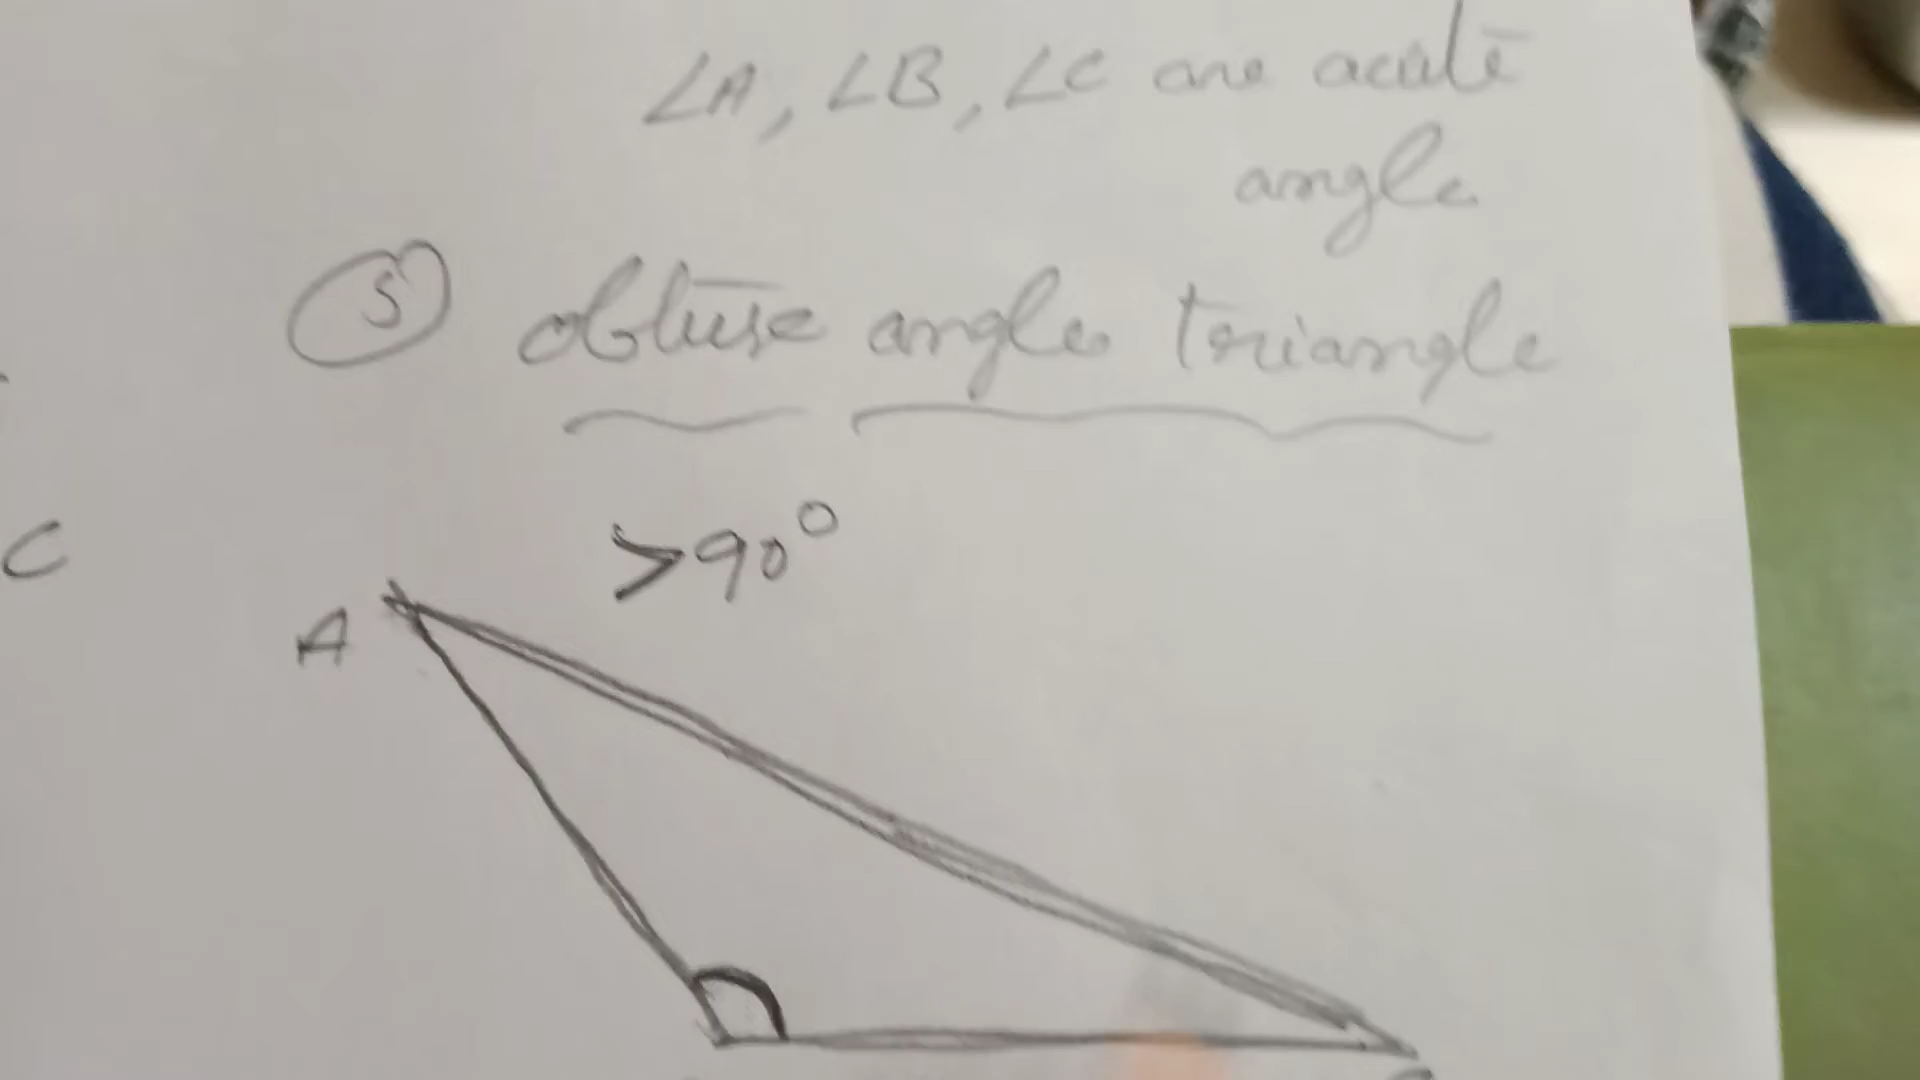 ∠A, ∠B, ∠C are acute
angle
5 obtuse angle triangle
>90°
C
A